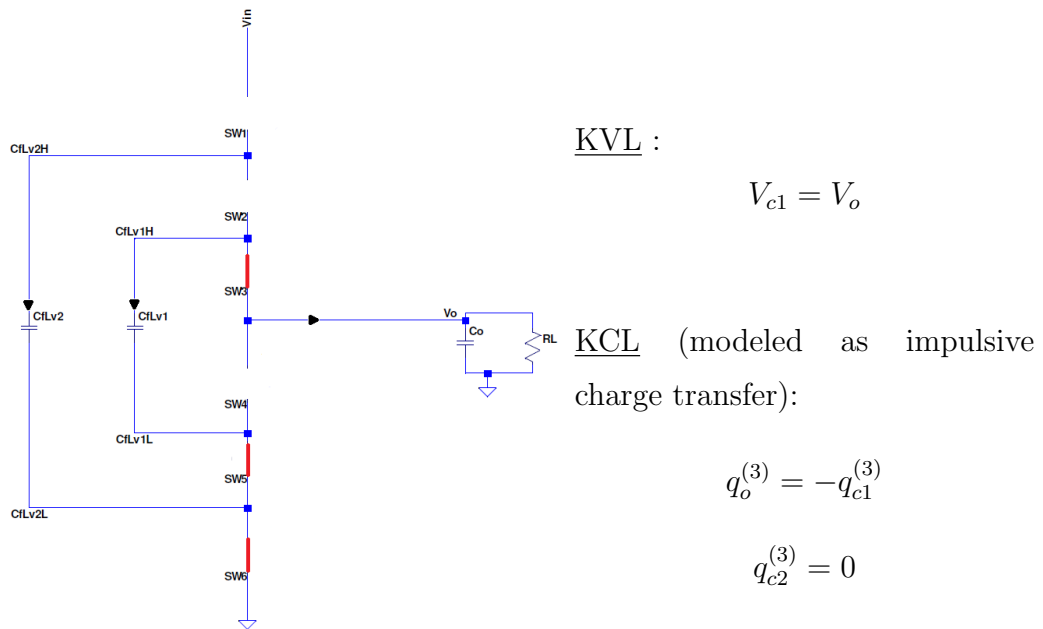 Vin
SW1
CfLv2H
SW2
CfLv1H
SW3
CfLv2
CfLv1
Vo
Co
RL
SW4
CfLv1L
SW5
CfLv2L
SW6
KVL :
V_{c1} = V_o
KCL (modeled as impulsive
charge transfer):
q_o^{(3)} = -q_{c1}^{(3)}
q_{c2}^{(3)} = 0